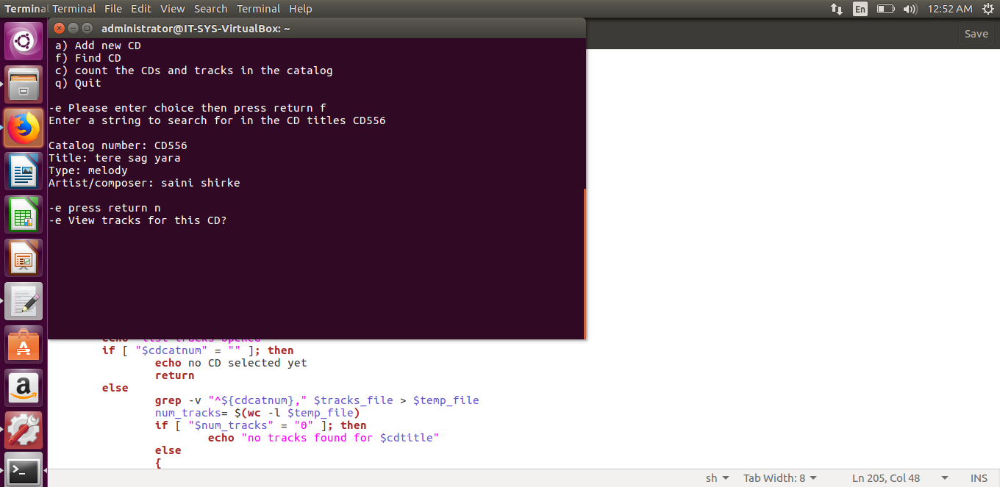 Terminal Terminal File Edit View Search Terminal Help En 12:52 AM
administrator@IT-SYS-VirtualBox: ~
Save
a) Add new CD
f) Find CD
c) count the CDs and tracks in the catalog
q) Quit
-e Please enter choice then press return f
Enter a string to search for in the CD titles CD556
Catalog number: CD556
Title: tere sag yara
Type: melody
Artist/composer: saini shirke
-e press return n
-e View tracks for this CD?
if [ "$cdcatnum" = "" ]; then
echo no CD selected yet
return
else
grep -v "^${cdcatnum}," $tracks_file > $temp_file
num_tracks= $(wc -l $temp_file)
if [ "$num_tracks" = "0" ]; then
echo "no tracks found for $cdtitle"
else
{
sh Tab Width: 8 Ln 205, Col 48 INS